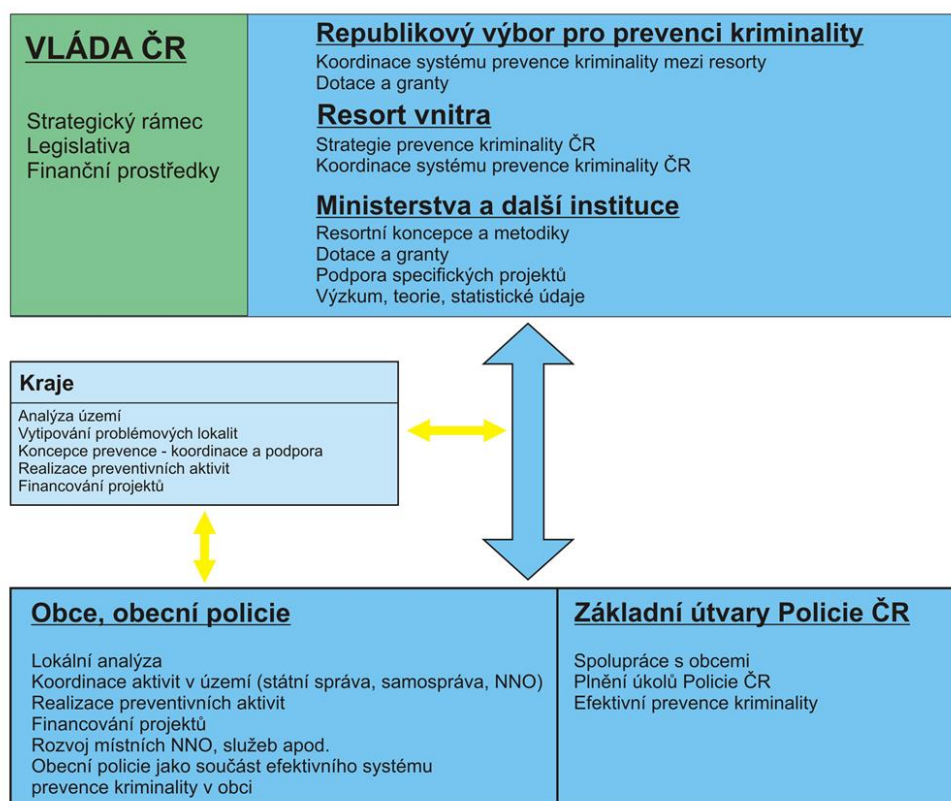 VLÁDA ČR
Strategický rámec
Legislativa
Finanční prostředky
Republikový výbor pro prevenci kriminality
Koordinace systému prevence kriminality mezi resorty
Dotace a granty
Resort vnitra
Strategie prevence kriminality ČR
Koordinace systému prevence kriminality ČR
Ministerstva a další instituce
Resortní koncepce a metodiky
Dotace a granty
Podpora specifických projektů
Výzkum, teorie, statistické údaje
Kraje
Analýza území
Vytipování problémových lokalit
Koncepce prevence - koordinace a podpora
Realizace preventivních aktivit
Financování projektů
Obce, obecní policie
Lokální analýza
Koordinace aktivit v území (státní správa, samospráva, NNO)
Realizace preventivních aktivit
Financování projektů
Rozvoj místních NNO, služeb apod.
Obecní policie jako součást efektivního systému
prevence kriminality v obci
Základní útvary Policie ČR
Spolupráce s obcemi
Plnění úkolů Policie ČR
Efektivní prevence kriminality